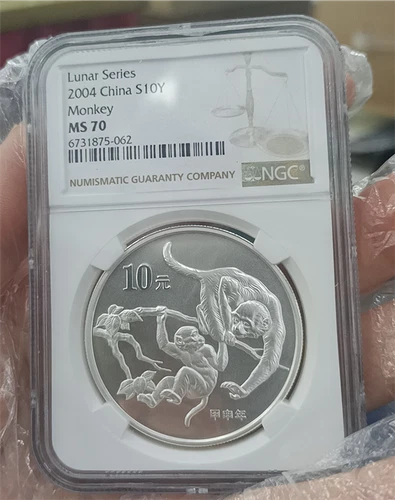 Lunar Series
2004 China S10Y
Monkey
MS 70
6731875-062
NUMISMATIC GUARANTY COMPANY NGC®
10元
甲申年